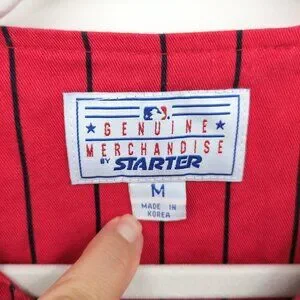 GENUINE
MERCHANDISE
BY STARTER
M
MADE IN
KOREA